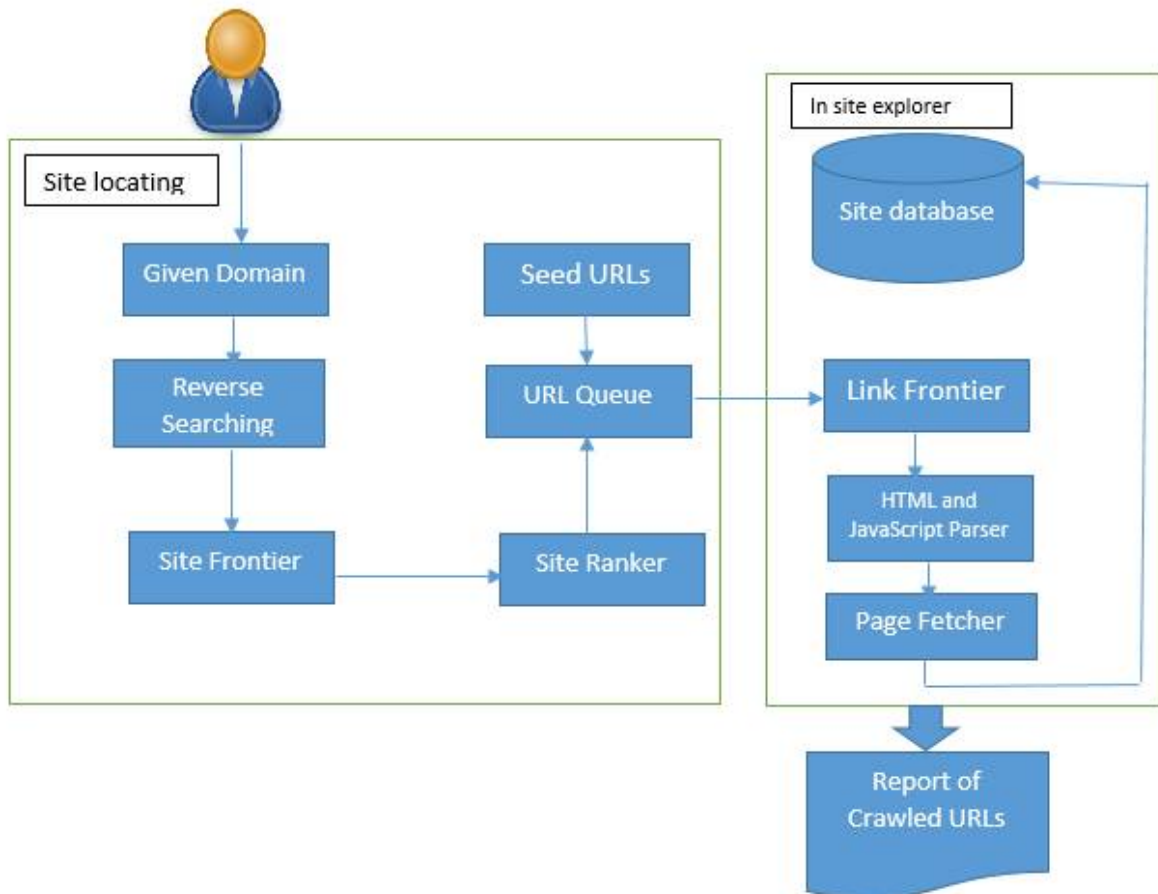 Site locating
Given Domain
Reverse
Searching
Site Frontier
Seed URLs
URL Queue
Site Ranker
In site explorer
Site database
Link Frontier
HTML and
JavaScript Parser
Page Fetcher
Report of
Crawled URLs